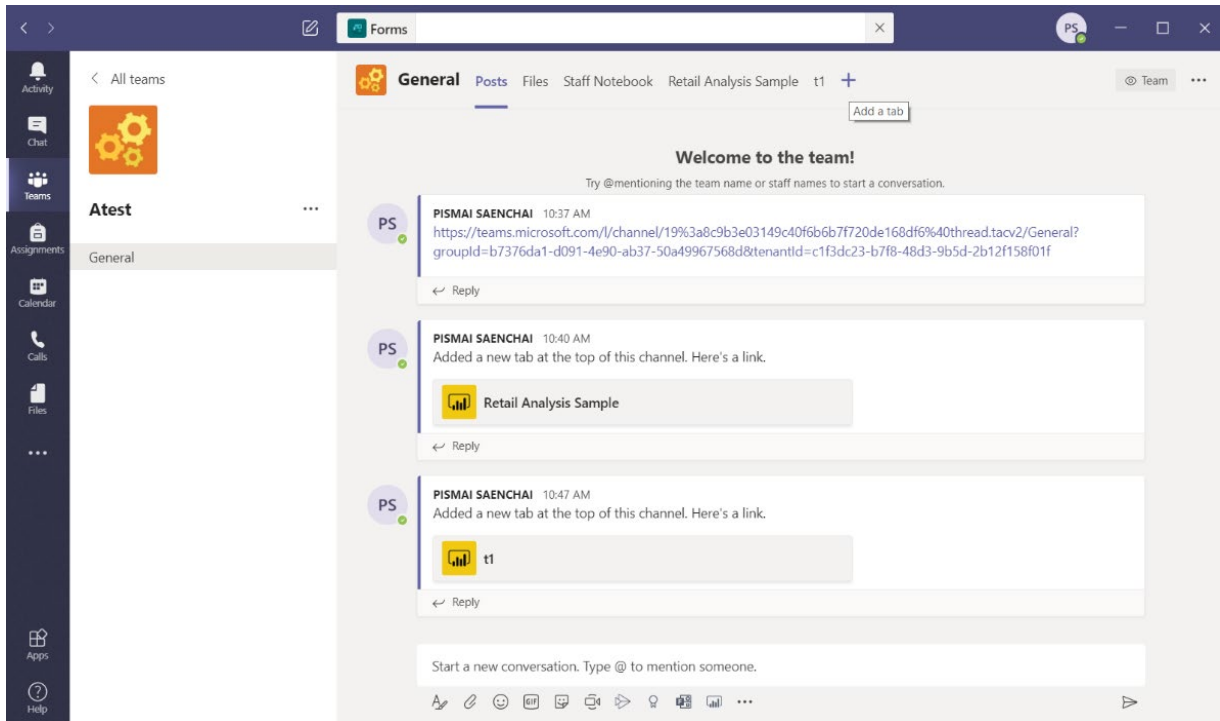 Forms
PS
Activity
Chat
Teams
Assignments
Calendar
Calls
Files
Apps
Help
All teams
Atest
General
General Posts Files Staff Notebook Retail Analysis Sample t1
Team
Add a tab
Welcome to the team!
Try @mentioning the team name or staff names to start a conversation.
PS
PISMAI SAENCHAI 10:37 AM
https://teams.microsoft.com/l/channel/19%3a8c9b3e03149c40f6b6b7f720de168df6%40thread.tacv2/General?
groupId=b7376da1-d091-4e90-ab37-50a49967568d&tenantId=c1f3dc23-b7f8-48d3-9b5d-2b12f158f01f
Reply
PS
PISMAI SAENCHAI 10:40 AM
Added a new tab at the top of this channel. Here's a link.
Retail Analysis Sample
Reply
PS
PISMAI SAENCHAI 10:47 AM
Added a new tab at the top of this channel. Here's a link.
t1
Reply
Start a new conversation. Type @ to mention someone.
GIF